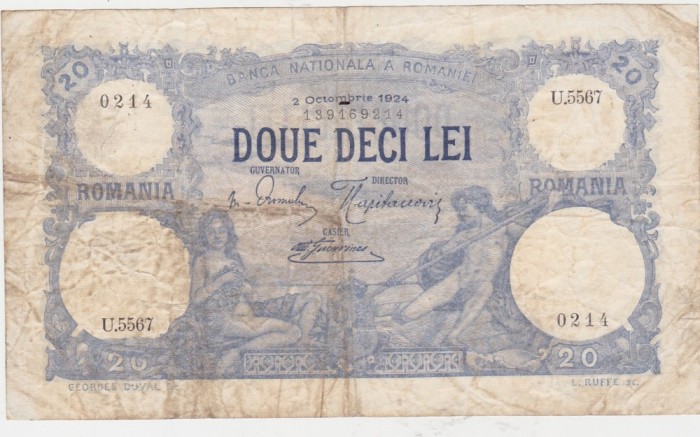 20 20
BANCA NATIONALA A ROMANIEI
0214 U.5567
2 Octombrie 1924
139169214
DOUE DECI LEI
GUVERNATOR DIRECTOR
ROMANIA ROMANIA
CASIER
U.5567 0214
20 20
GEORGES DUVAL L. RUFFE SC.